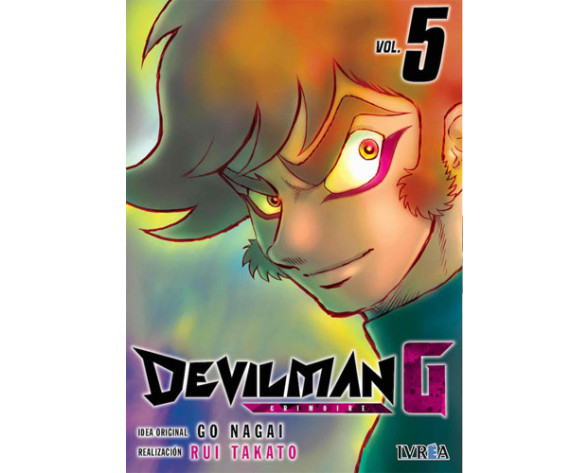 VOL. 5
DEVILMAN G
GRIMOIRE
IDEA ORIGINAL GO NAGAI
REALIZACIÓN RUI TAKATO
IVREA